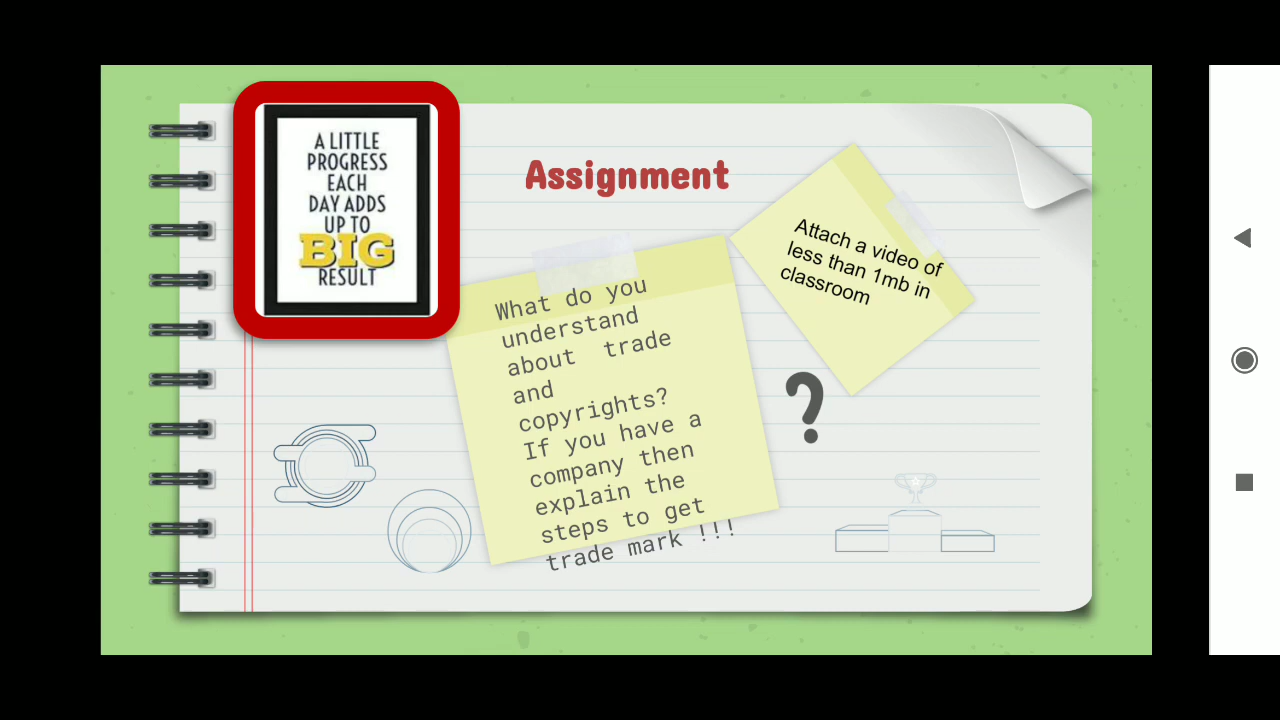 A LITTLE
PROGRESS
EACH
DAY ADDS
UP TO
BIG
RESULT
Assignment
What do you
understand
about trade
and
copyrights?
If you have a
company then
explain the
steps to get
trade mark !!!
Attach a video of
less than 1mb in
classroom
?